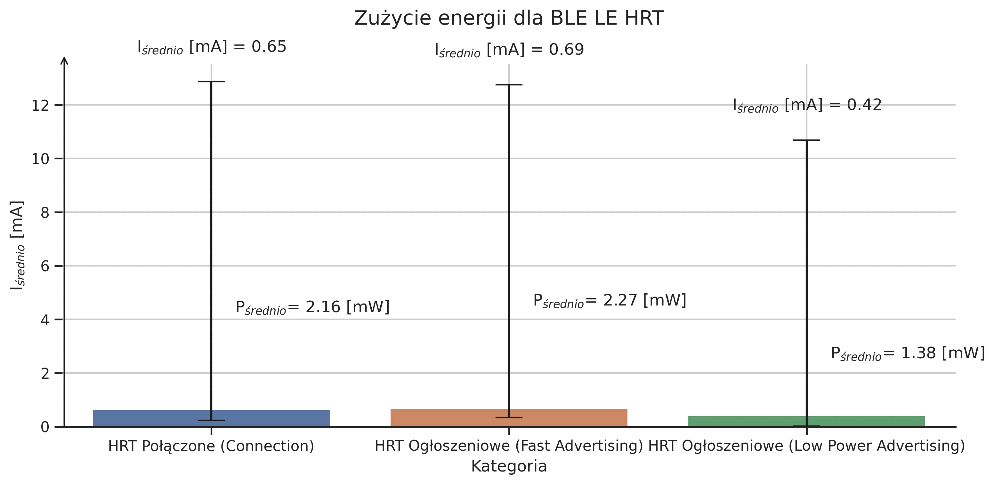 Zużycie energii dla BLE LE HRT
Iśrednio [mA] = 0.65
Iśrednio [mA] = 0.69
Iśrednio [mA] = 0.42
Pśrednio= 2.16 [mW]
Pśrednio= 2.27 [mW]
Pśrednio= 1.38 [mW]
Iśrednio [mA]
12
10
8
6
4
2
0
HRT Połączone (Connection)
HRT Ogłoszeniowe (Fast Advertising)
HRT Ogłoszeniowe (Low Power Advertising)
Kategoria